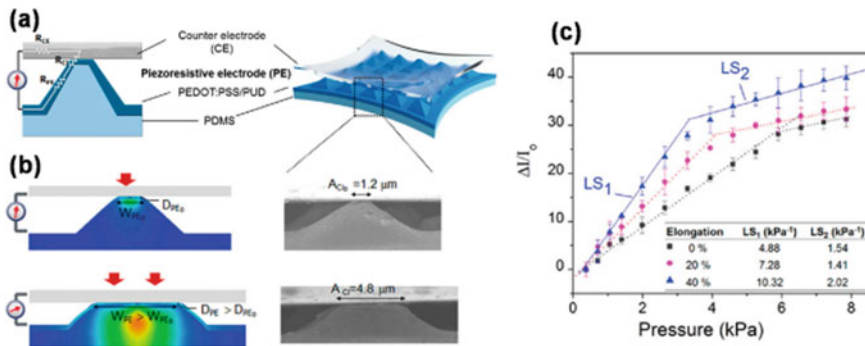 (a)
R_CE
R_CT
R_PE
Counter electrode
(CE)
Piezoresistive electrode (PE)
PEDOT:PSS/PUD
PDMS
(b)
D_PE₀
W_PE₀
D_PE > D_PE₀
W_PE > W_PE₀
=1.2 μm
=4.8 μm
(c)
ΔI/I₀
40
30
20
10
0
LS₂
LS₁
Elongation LS₁ (kPa⁻¹) LS₂ (kPa⁻¹)
0 % 4.88 1.54
20 % 7.28 1.41
40 % 10.32 2.02
0 2 4 6 8
Pressure (kPa)